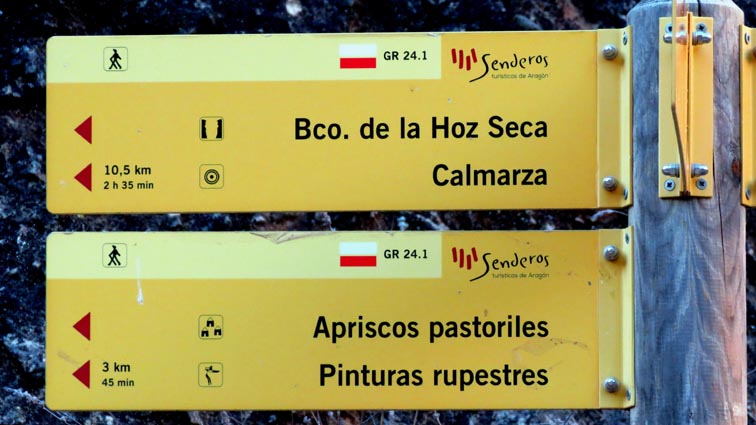 GR 24.1
Senderos
turísticos de Aragón
Bco. de la Hoz Seca
10,5 km
2 h 35 min
Calmarza
GR 24.1
Senderos
turísticos de Aragón
Apriscos pastoriles
3 km
45 min
Pinturas rupestres